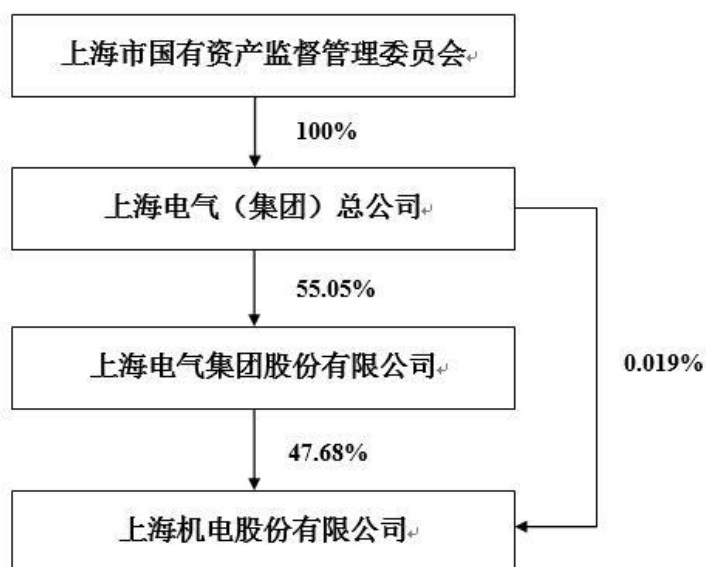 上海市国有资产监督管理委员会
100%
上海电气（集团）总公司
55.05%
上海电气集团股份有限公司
0.019%
47.68%
上海机电股份有限公司